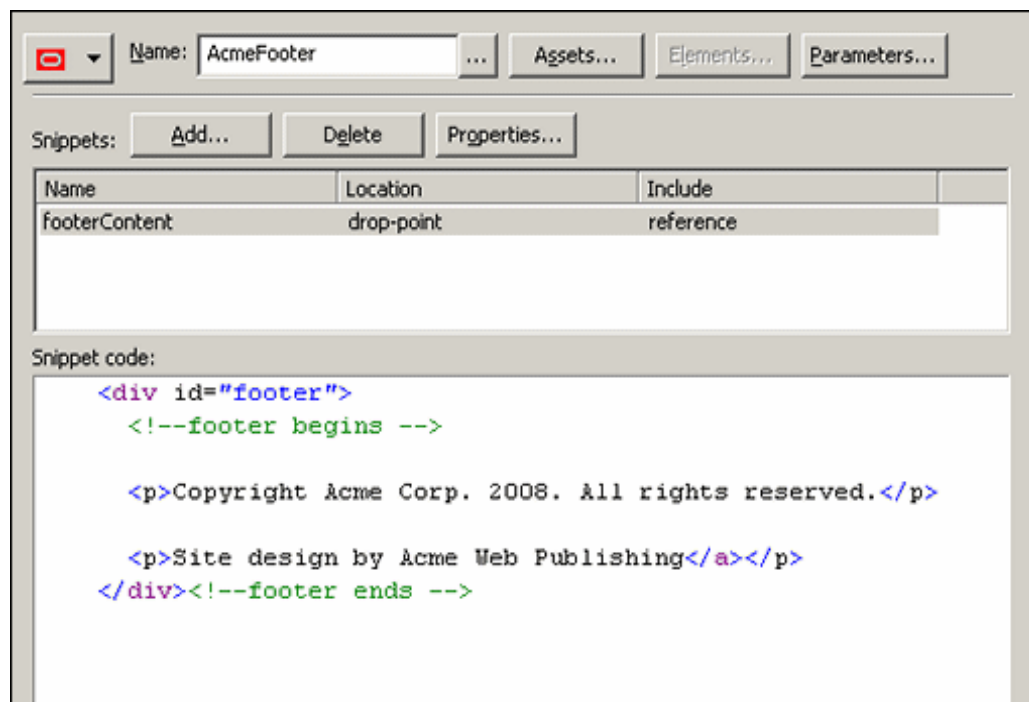 Name: AcmeFooter ... Assets... Elements... Parameters...
Snippets: Add... Delete Properties...
Name Location Include
footerContent drop-point reference
Snippet code:
<div id="footer">
<!--footer begins -->
<p>Copyright Acme Corp. 2008. All rights reserved.</p>
<p>Site design by Acme Web Publishing</a></p>
</div><!--footer ends -->